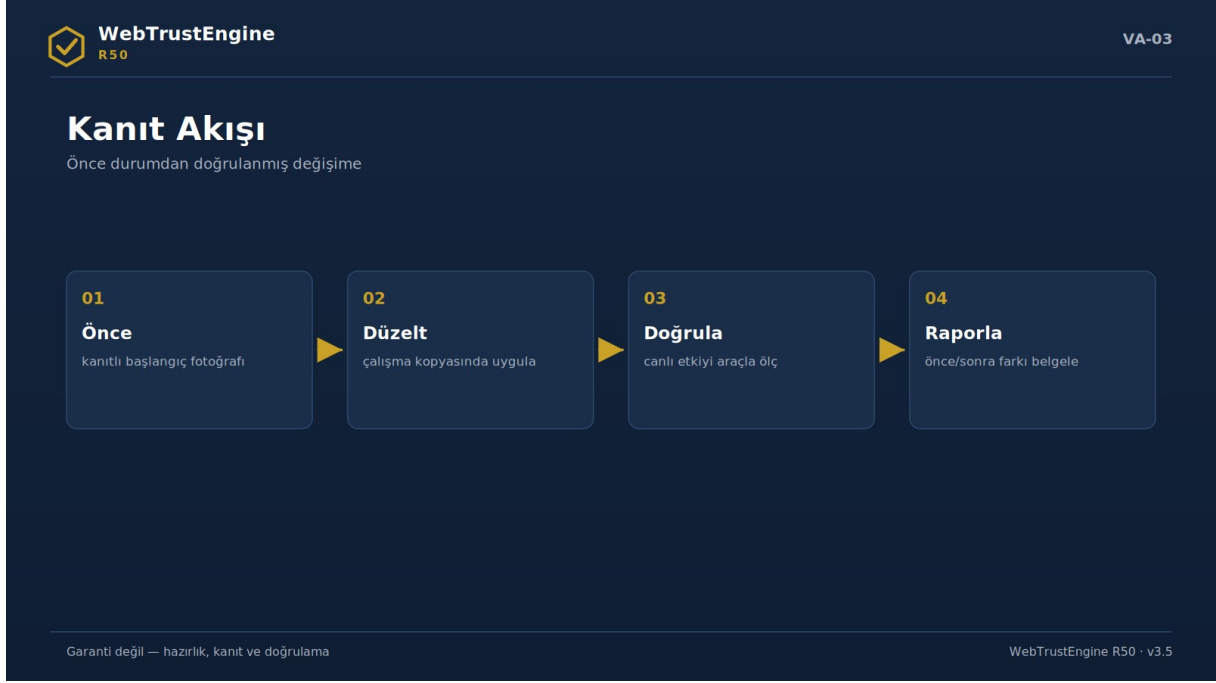 WebTrustEngine
R50
VA-03
Kanıt Akışı
Önce durumdan doğrulanmış değişime
01
Önce
kanıtlı başlangıç fotoğrafı
02
Düzelt
çalışma kopyasında uygula
03
Doğrula
canlı etkiyi araçla ölç
04
Raporla
önce/sonra farkı belgele
Garanti değil — hazırlık, kanıt ve doğrulama
WebTrustEngine R50 · v3.5